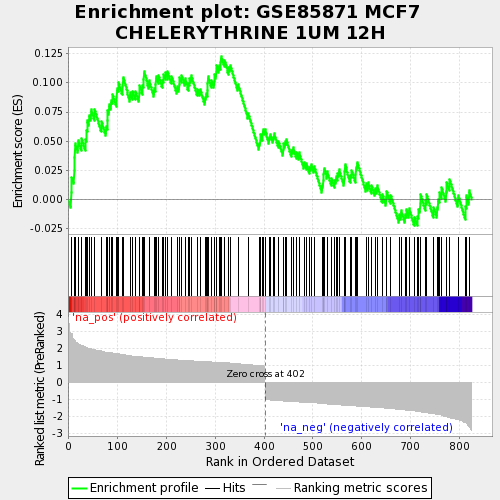 Enrichment plot: GSE85871 MCF7
CHELERYTHRINE 1UM 12H
Enrichment score (ES)
0.125
0.100
0.075
0.050
0.025
0.000
-0.025
Ranked list metric (PreRanked)
'na_pos' (positively correlated)
4
3
2
1
0
-1
-2
-3
Zero cross at 402
'na_neg' (negatively correlated)
0 100 200 300 400 500 600 700 800
Rank in Ordered Dataset
Enrichment profile Hits Ranking metric scores